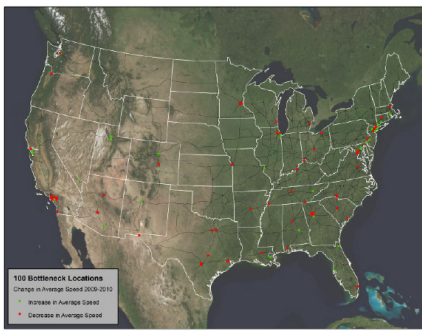 100 Bottleneck Locations
Change in Average Speed 2009-2010
Increase in Average Speed
Decrease in Average Speed